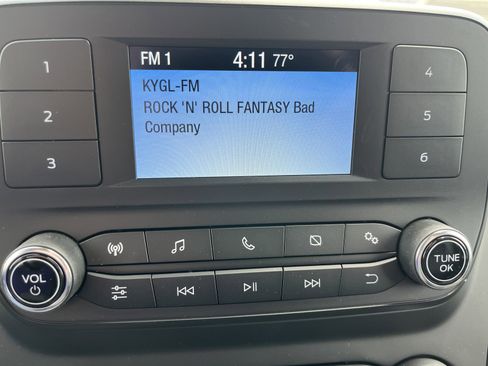 FM 1 4:11 77°
KYGL-FM
ROCK 'N' ROLL FANTASY Bad
Company
1
2
3
4
5
6
VOL
TUNE
OK